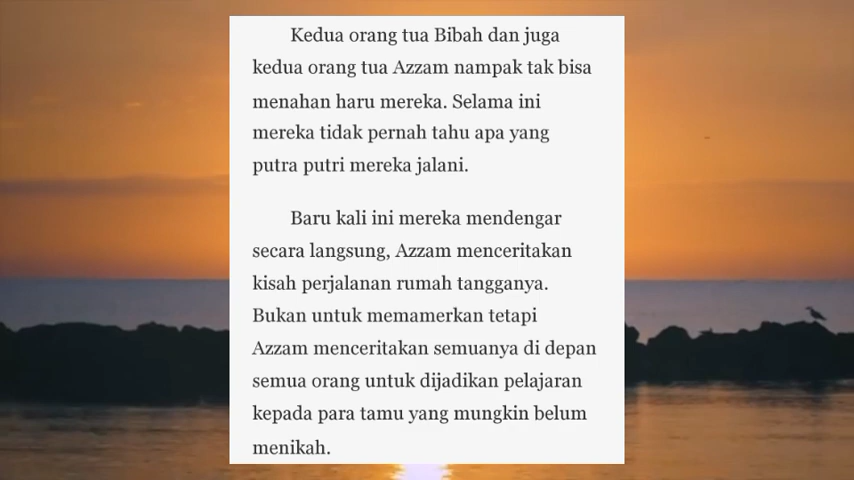 Kedua orang tua Bibah dan juga
kedua orang tua Azzam nampak tak bisa
menahan haru mereka. Selama ini
mereka tidak pernah tahu apa yang
putra putri mereka jalani.
Baru kali ini mereka mendengar
secara langsung, Azzam menceritakan
kisah perjalanan rumah tangganya.
Bukan untuk memamerkan tetapi
Azzam menceritakan semuanya di depan
semua orang untuk dijadikan pelajaran
kepada para tamu yang mungkin belum
menikah.